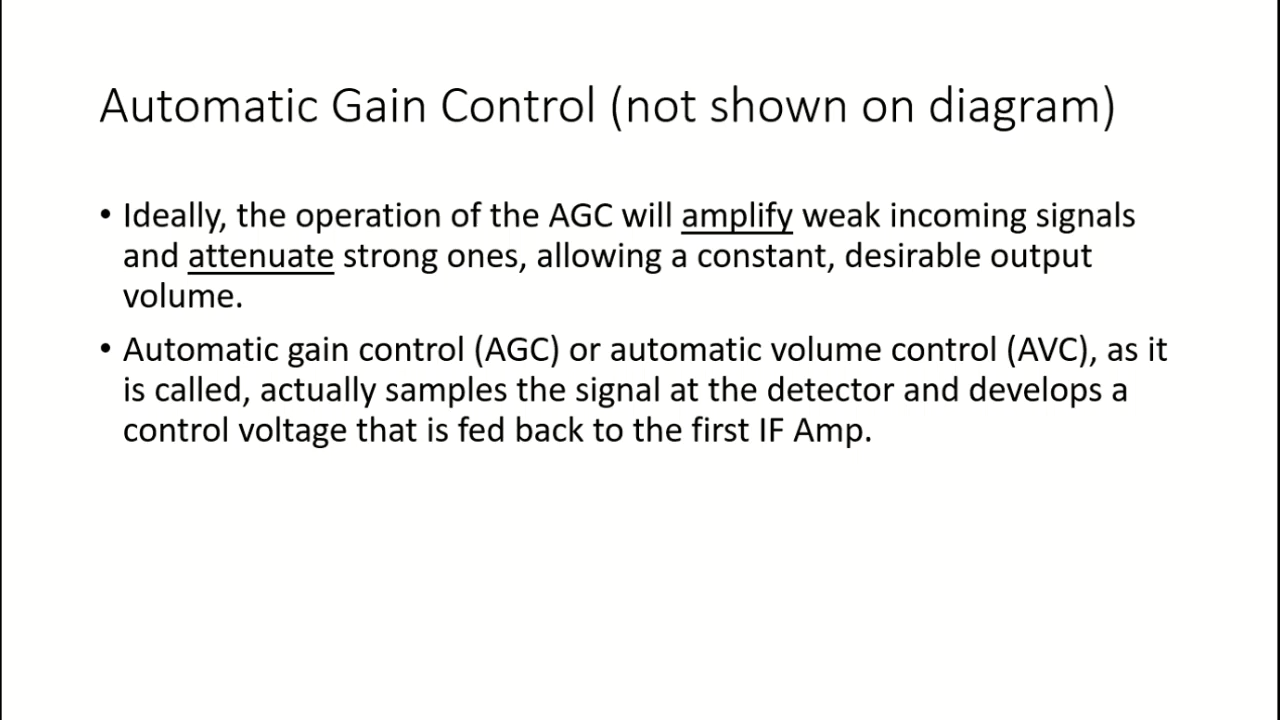 Automatic Gain Control (not shown on diagram)
• Ideally, the operation of the AGC will amplify weak incoming signals
and attenuate strong ones, allowing a constant, desirable output
volume.
• Automatic gain control (AGC) or automatic volume control (AVC), as it
is called, actually samples the signal at the detector and develops a
control voltage that is fed back to the first IF Amp.